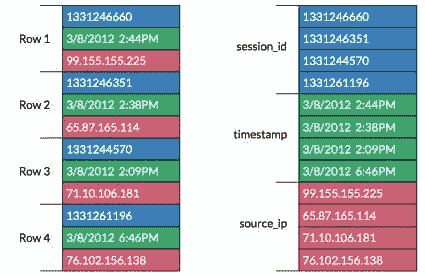 Row 1
1331246660
3/8/2012 2:44PM
99.155.155.225
Row 2
1331246351
3/8/2012 2:38PM
65.87.165.114
Row 3
1331244570
3/8/2012 2:09PM
71.10.106.181
Row 4
1331261196
3/8/2012 6:46PM
76.102.156.138
session_id
1331246660
1331246351
1331244570
1331261196
timestamp
3/8/2012 2:44PM
3/8/2012 2:38PM
3/8/2012 2:09PM
3/8/2012 6:46PM
source_ip
99.155.155.225
65.87.165.114
71.10.106.181
76.102.156.138